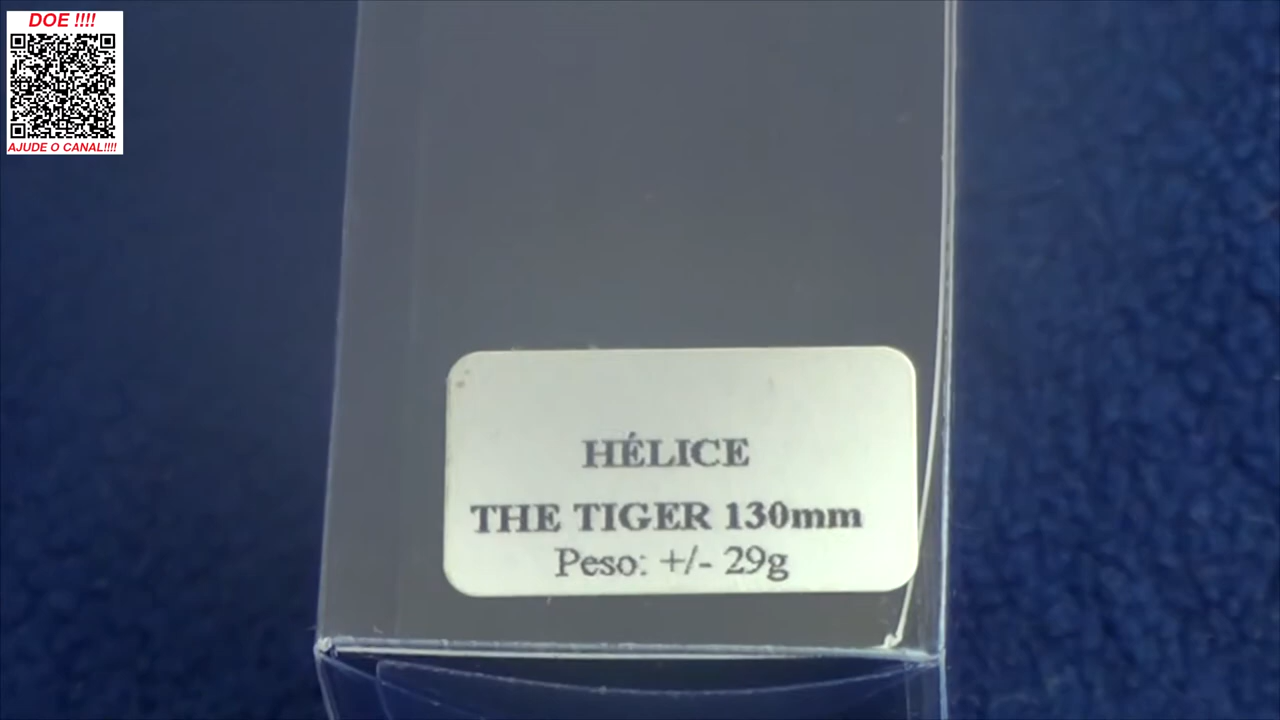 DOE !!!!
AJUDE O CANAL!!!!
HÉLICE
THE TIGER 130mm
Peso: +/- 29g